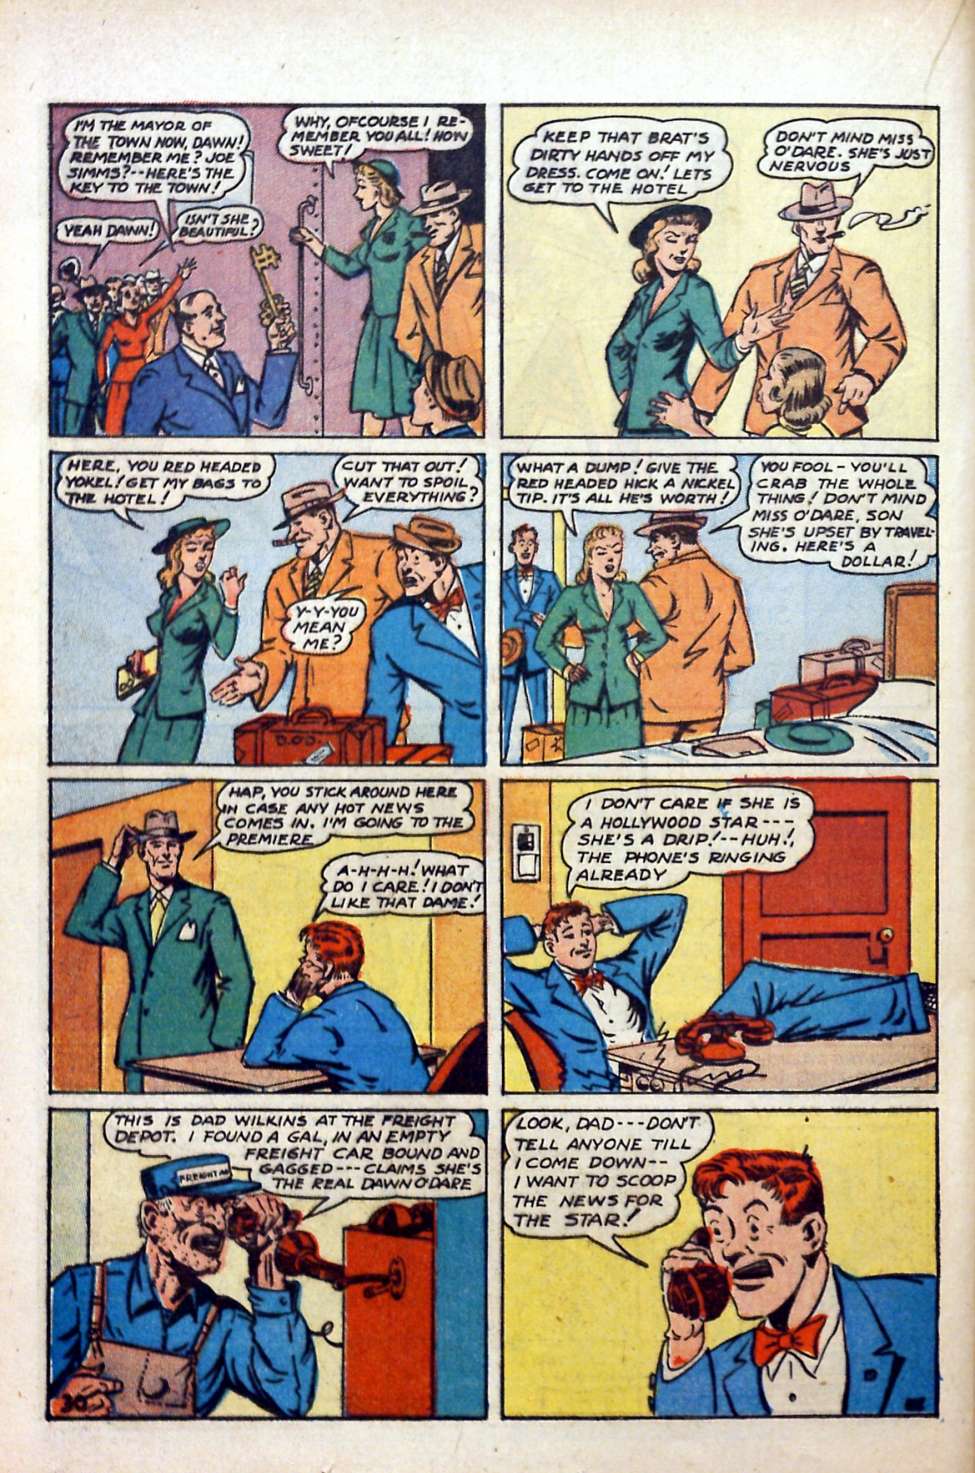 I'M THE MAYOR OF
THE TOWN NOW, DAWN!
REMEMBER ME? JOE
SIMMS?--HERE'S THE
KEY TO THE TOWN!
WHY, OFCOURSE I RE-
MEMBER YOU ALL! HOW
SWEET!
YEAH DAWN!
ISN'T SHE
BEAUTIFUL?
KEEP THAT BRAT'S
DIRTY HANDS OFF MY
DRESS. COME ON! LETS
GET TO THE HOTEL
DON'T MIND MISS
O'DARE. SHE'S JUST
NERVOUS
HERE, YOU RED HEADED
YOKEL! GET MY BAGS TO
THE HOTEL!
CUT THAT OUT!
WANT TO SPOIL
EVERYTHING?
Y-Y-YOU
MEAN
ME?
D.O.D.
WHAT A DUMP! GIVE THE
RED HEADED HICK A NICKEL
TIP. IT'S ALL HE'S WORTH!
YOU FOOL - YOU'LL
CRAB THE WHOLE
THING! DON'T MIND
MISS O'DARE, SON
SHE'S UPSET BY TRAVEL-
ING. HERE'S A
DOLLAR!
HAP, YOU STICK AROUND HERE
IN CASE ANY HOT NEWS
COMES IN. I'M GOING TO THE
PREMIERE
A-H-H-H! WHAT
DO I CARE! I DON'T
LIKE THAT DAME!
I DON'T CARE IF SHE IS
A HOLLYWOOD STAR----
SHE'S A DRIP!--HUH!,
THE PHONE'S RINGING
ALREADY
THIS IS DAD WILKINS AT THE FREIGHT
DEPOT. I FOUND A GAL, IN AN EMPTY
FREIGHT CAR BOUND AND
GAGGED---CLAIMS SHE'S
THE REAL DAWN O'DARE
FREIGHT
30
LOOK, DAD---DON'T
TELL ANYONE TILL
I COME DOWN--
I WANT TO SCOOP
THE NEWS FOR
THE STAR!